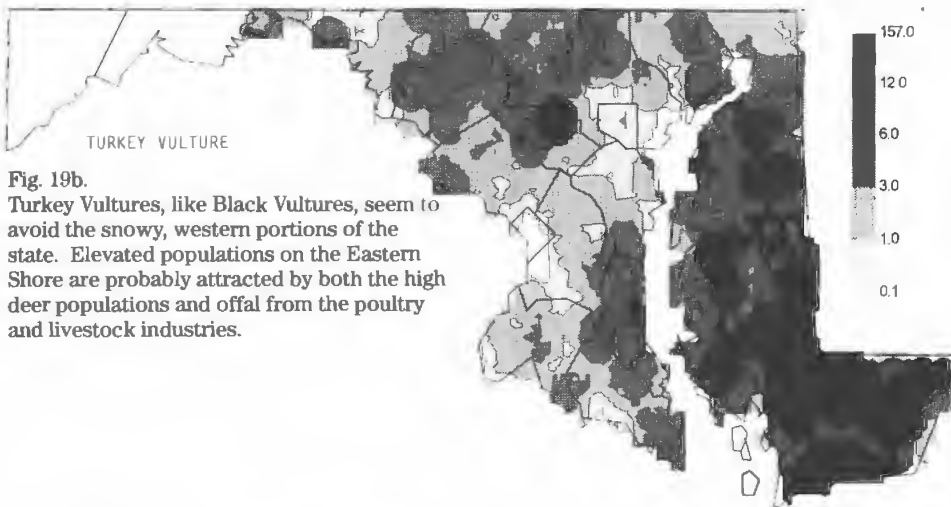 TURKEY VULTURE
Fig. 19b.
Turkey Vultures, like Black Vultures, seem to
avoid the snowy, western portions of the
state. Elevated populations on the Eastern
Shore are probably attracted by both the high
deer populations and offal from the poultry
and livestock industries.
157.0
12.0
6.0
3.0
1.0
0.1